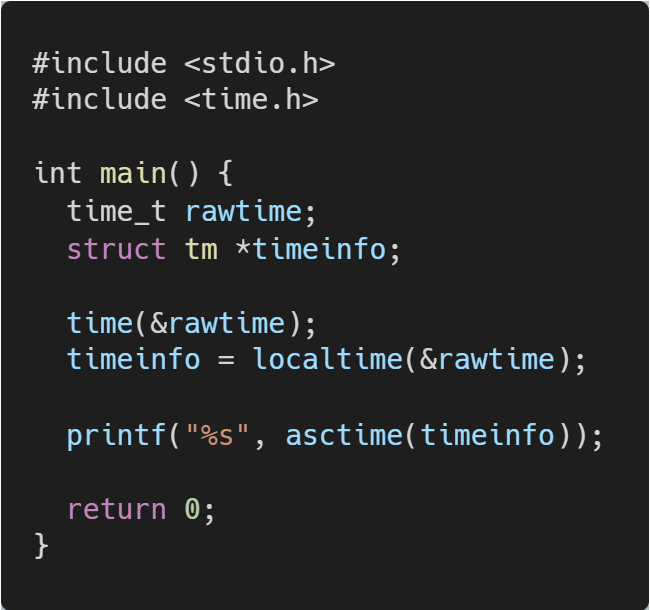 #include <stdio.h>
#include <time.h>
int main() {
  time_t rawtime;
  struct tm *timeinfo;
  time(&rawtime);
  timeinfo = localtime(&rawtime);
  printf("%s", asctime(timeinfo));
  return 0;
}